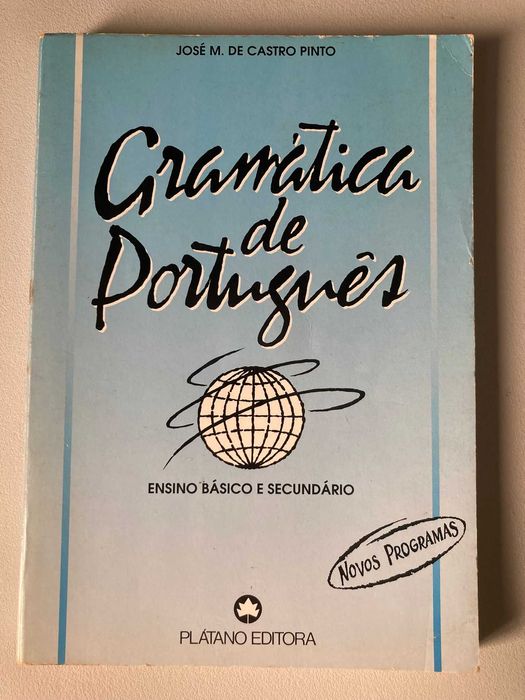 JOSÉ M. DE CASTRO PINTO
Gramática
de
Português
ENSINO BÁSICO E SECUNDÁRIO
NOVOS PROGRAMAS
PLÁTANO EDITORA